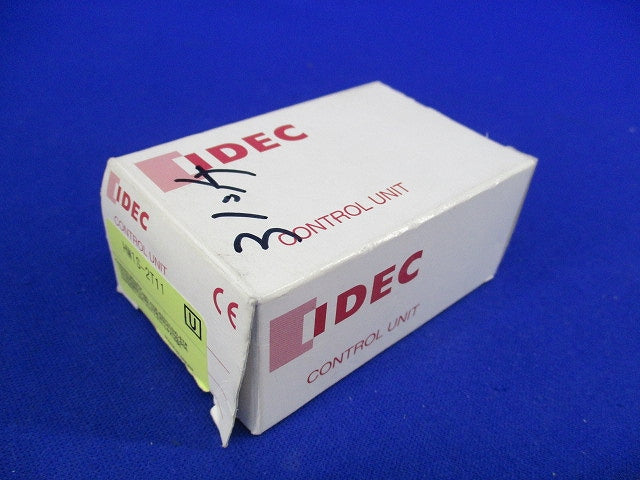 IDEC
CONTROL UNIT
IDEC
CONTROL UNIT
HW1S-2T11
CE
IDEC
CONTROL UNIT